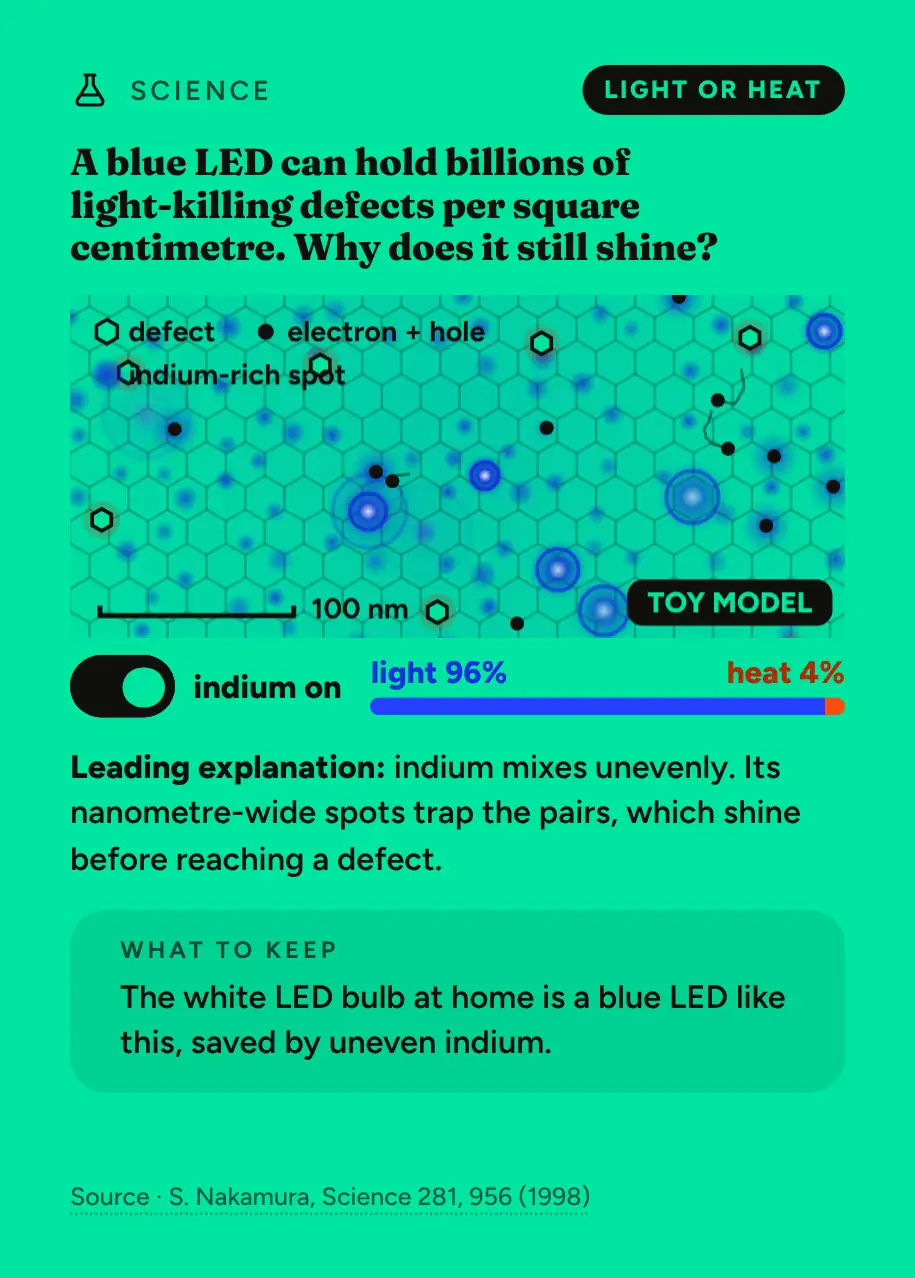 SCIENCE
LIGHT OR HEAT
A blue LED can hold billions of
light-killing defects per square
centimetre. Why does it still shine?
defect
electron + hole
indium-rich spot
100 nm
TOY MODEL
indium on
light 96%
heat 4%
Leading explanation: indium mixes unevenly. Its
nanometre-wide spots trap the pairs, which shine
before reaching a defect.
WHAT TO KEEP
The white LED bulb at home is a blue LED like
this, saved by uneven indium.
Source · S. Nakamura, Science 281, 956 (1998)